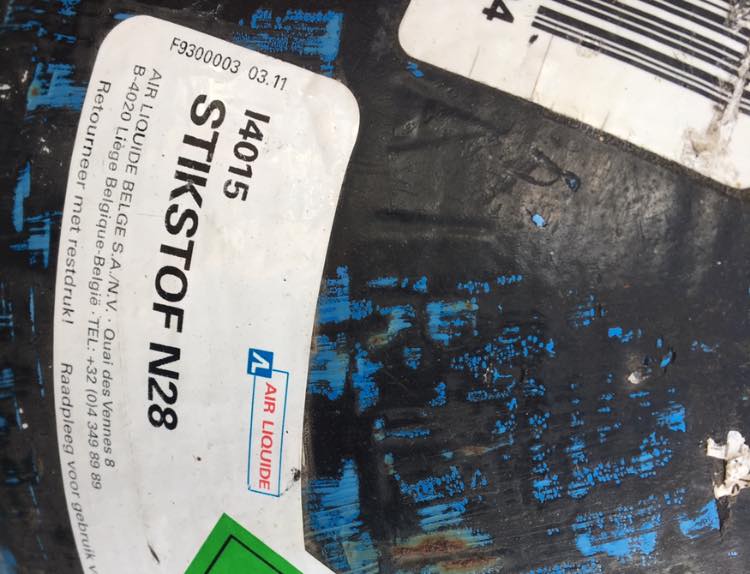 F9300003 03.11
I4015
STIKSTOF N28
AIR LIQUIDE
AIR LIQUIDE BELGE S.A./N.V. · Quai des Vennes 8
B-4020 Liège Belgique-België · TEL: +32 (0)4 349 89 89
Retourneer met restdruk! Raadpleeg voor gebruik
4